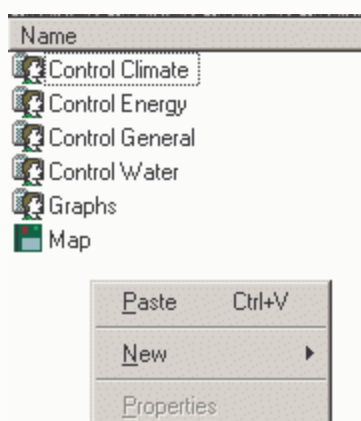 Name
Control Climate
Control Energy
Control General
Control Water
Graphs
Map
Paste Ctrl+V
New
Properties